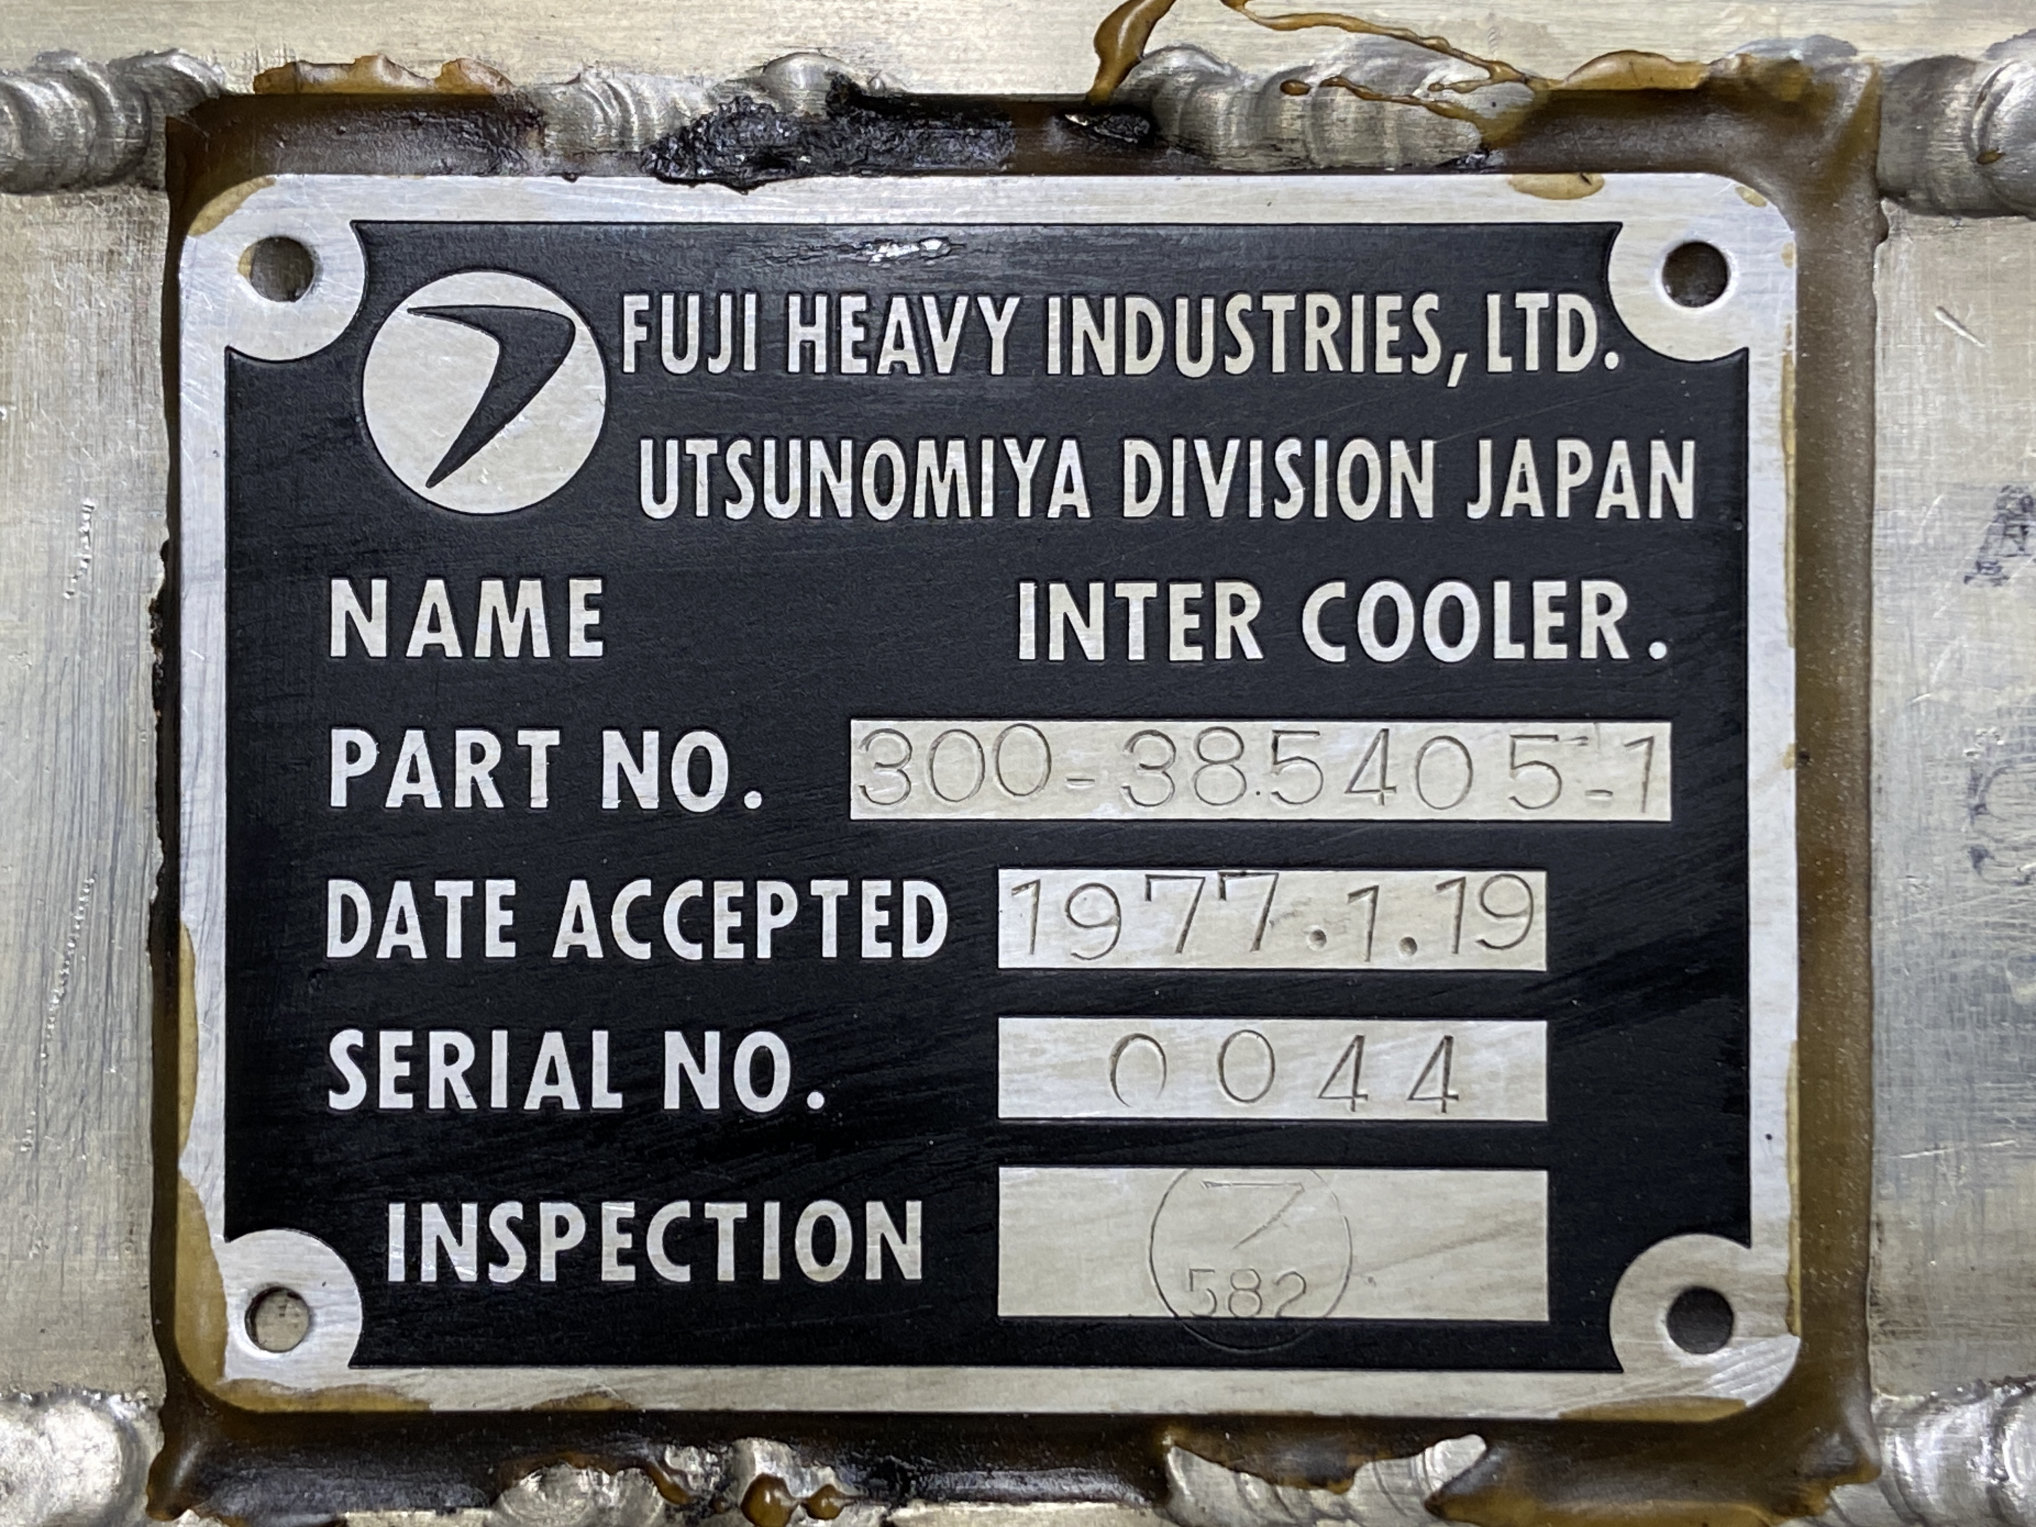 FUJI HEAVY INDUSTRIES, LTD.
UTSUNOMIYA DIVISION JAPAN
NAME INTER COOLER.
PART NO. 300-385405-1
DATE ACCEPTED 1977.1.19
SERIAL NO. 0044
INSPECTION 582